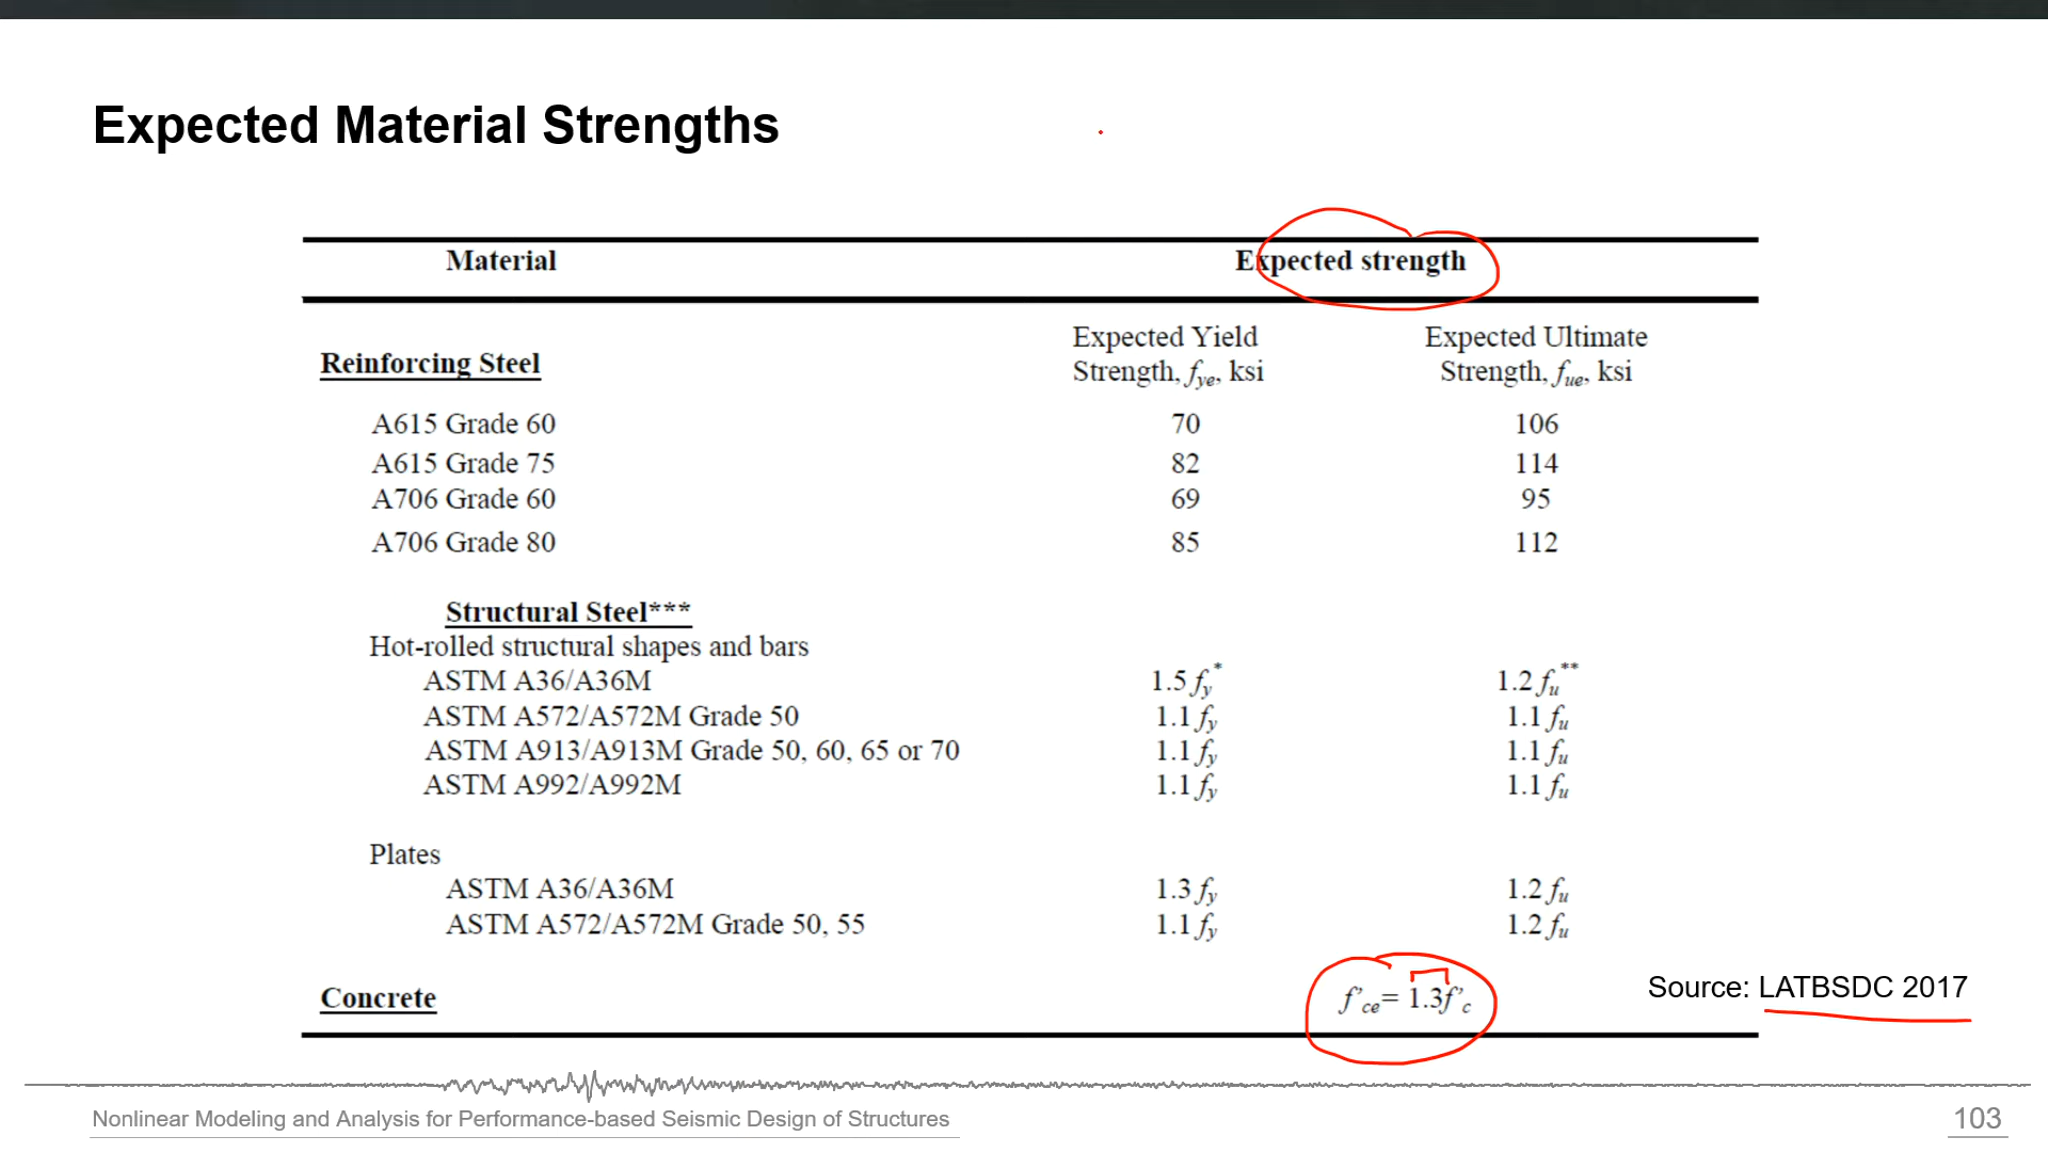 Expected Material Strengths
Material Expected strength
Reinforcing Steel Expected Yield Strength, fye, ksi Expected Ultimate Strength, fue, ksi
A615 Grade 60 70 106
A615 Grade 75 82 114
A706 Grade 60 69 95
A706 Grade 80 85 112
Structural Steel***
Hot-rolled structural shapes and bars
ASTM A36/A36M 1.5 fy* 1.2 fu**
ASTM A572/A572M Grade 50 1.1 fy 1.1 fu
ASTM A913/A913M Grade 50, 60, 65 or 70 1.1 fy 1.1 fu
ASTM A992/A992M 1.1 fy 1.1 fu
Plates
ASTM A36/A36M 1.3 fy 1.2 fu
ASTM A572/A572M Grade 50, 55 1.1 fy 1.2 fu
Concrete f'ce= 1.3f'c
Source: LATBSDC 2017
Nonlinear Modeling and Analysis for Performance-based Seismic Design of Structures
103